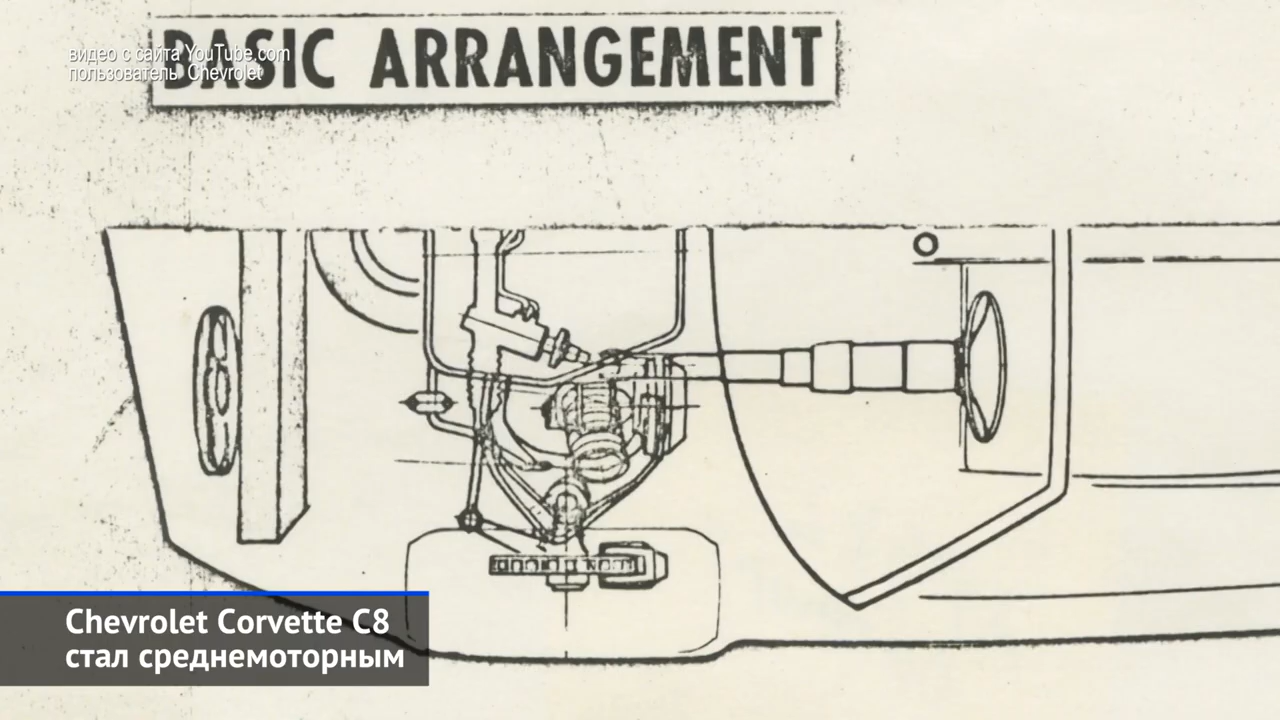 видео с сайта YouTube.com
пользователь Chevrolet
BASIC ARRANGEMENT
Chevrolet Corvette C8
стал среднемоторным